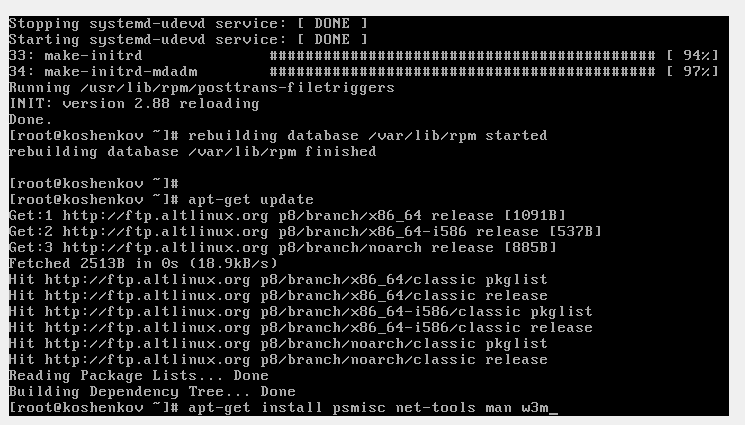 Stopping systemd-udevd service: [ DONE ]
Starting systemd-udevd service: [ DONE ]
33: make-initrd ########################################### [ 94%]
34: make-initrd-mdadm ########################################### [ 97%]
Running /usr/lib/rpm/posttrans-filetriggers
INIT: version 2.88 reloading
Done.
[root@koshenkov ~]# rebuilding database /var/lib/rpm started
rebuilding database /var/lib/rpm finished
[root@koshenkov ~]#
[root@koshenkov ~]# apt-get update
Get:1 http://ftp.altlinux.org p8/branch/x86_64 release [1091B]
Get:2 http://ftp.altlinux.org p8/branch/x86_64-i586 release [537B]
Get:3 http://ftp.altlinux.org p8/branch/noarch release [885B]
Fetched 2513B in 0s (18.9kB/s)
Hit http://ftp.altlinux.org p8/branch/x86_64/classic pkglist
Hit http://ftp.altlinux.org p8/branch/x86_64/classic release
Hit http://ftp.altlinux.org p8/branch/x86_64-i586/classic pkglist
Hit http://ftp.altlinux.org p8/branch/x86_64-i586/classic release
Hit http://ftp.altlinux.org p8/branch/noarch/classic pkglist
Hit http://ftp.altlinux.org p8/branch/noarch/classic release
Reading Package Lists... Done
Building Dependency Tree... Done
[root@koshenkov ~]# apt-get install psmisc net-tools man w3m_